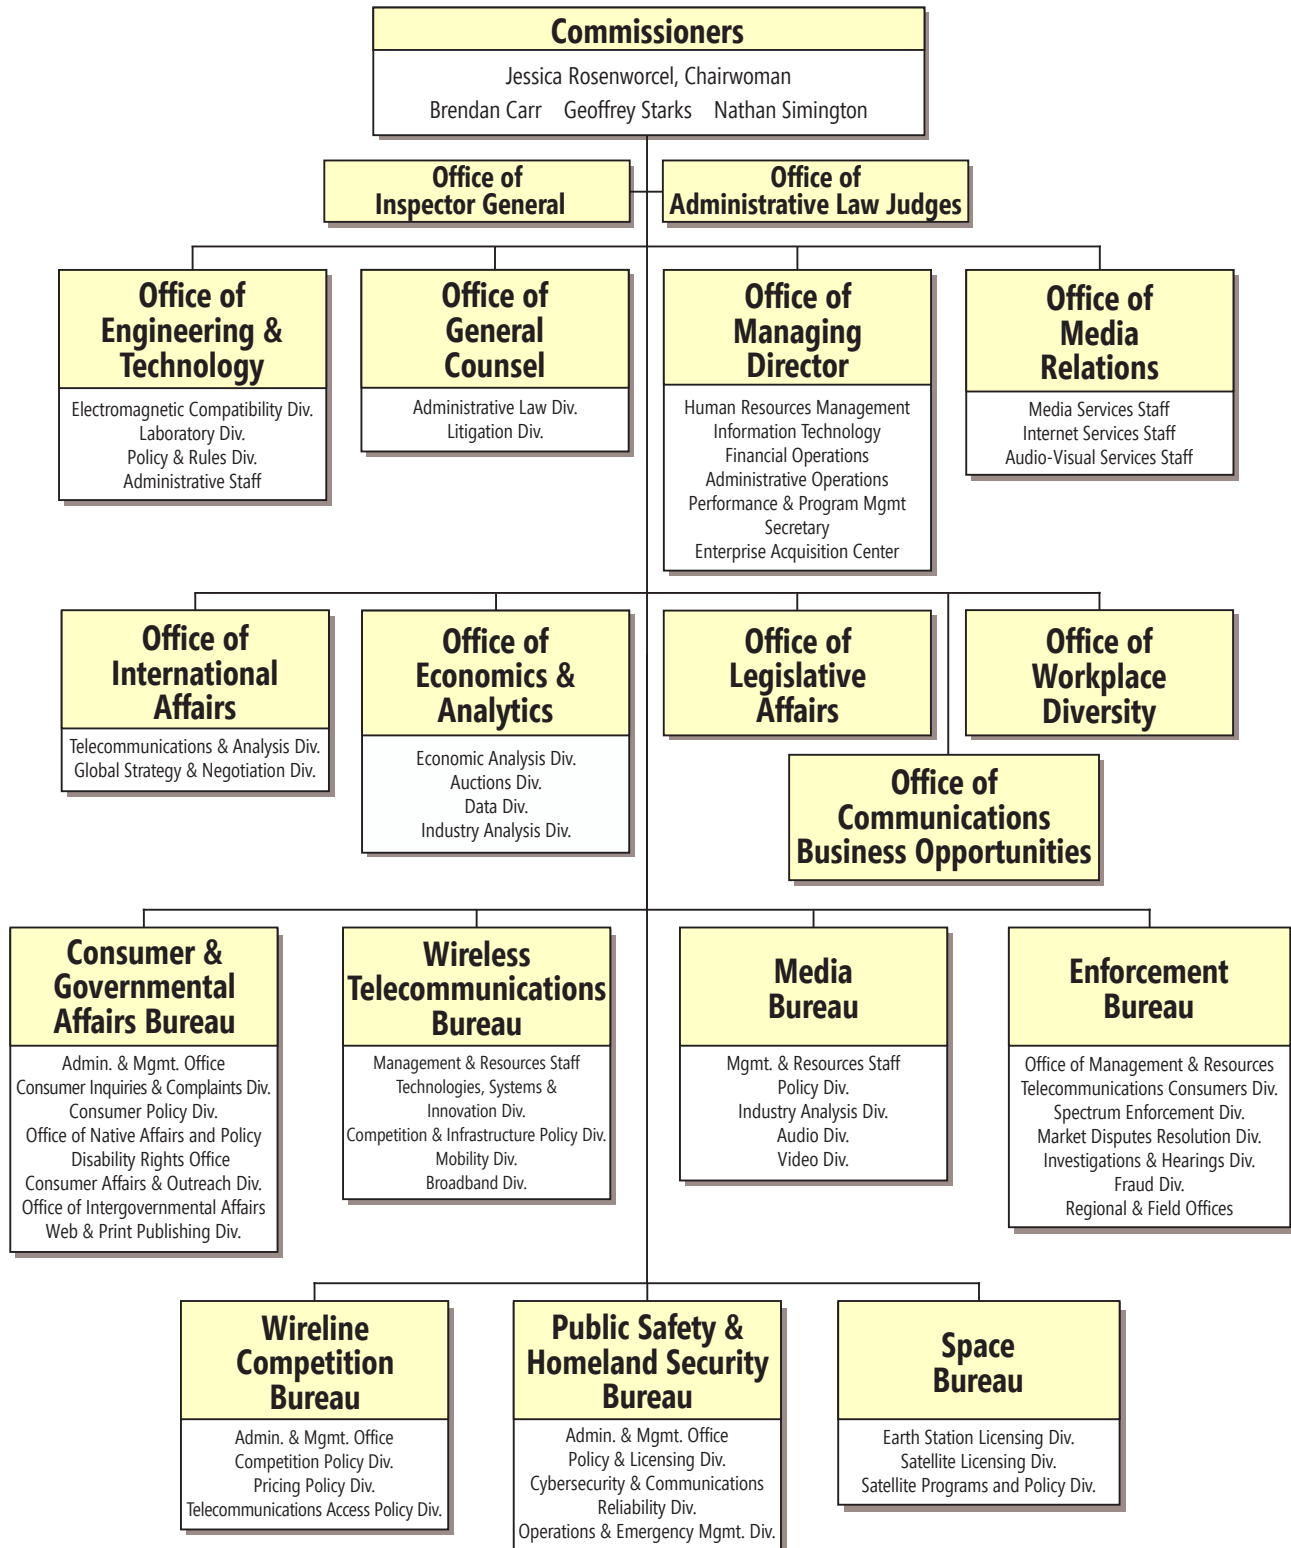 Commissioners
Jessica Rosenworcel, Chairwoman
Brendan Carr Geoffrey Starks Nathan Simington
Office of
Inspector General
Office of
Administrative Law Judges
Office of
Engineering &
Technology
Electromagnetic Compatibility Div.
Laboratory Div.
Policy & Rules Div.
Administrative Staff
Office of
General
Counsel
Administrative Law Div.
Litigation Div.
Office of
Managing
Director
Human Resources Management
Information Technology
Financial Operations
Administrative Operations
Performance & Program Mgmt
Secretary
Enterprise Acquisition Center
Office of
Media
Relations
Media Services Staff
Internet Services Staff
Audio-Visual Services Staff
Office of
International
Affairs
Telecommunications & Analysis Div.
Global Strategy & Negotiation Div.
Office of
Economics &
Analytics
Economic Analysis Div.
Auctions Div.
Data Div.
Industry Analysis Div.
Office of
Legislative
Affairs
Office of
Workplace
Diversity
Office of
Communications
Business Opportunities
Consumer &
Governmental
Affairs Bureau
Admin. & Mgmt. Office
Consumer Inquiries & Complaints Div.
Consumer Policy Div.
Office of Native Affairs and Policy
Disability Rights Office
Consumer Affairs & Outreach Div.
Office of Intergovernmental Affairs
Web & Print Publishing Div.
Wireless
Telecommunications
Bureau
Management & Resources Staff
Technologies, Systems &
Innovation Div.
Competition & Infrastructure Policy Div.
Mobility Div.
Broadband Div.
Media
Bureau
Mgmt. & Resources Staff
Policy Div.
Industry Analysis Div.
Audio Div.
Video Div.
Enforcement
Bureau
Office of Management & Resources
Telecommunications Consumers Div.
Spectrum Enforcement Div.
Market Disputes Resolution Div.
Investigations & Hearings Div.
Fraud Div.
Regional & Field Offices
Wireline
Competition
Bureau
Admin. & Mgmt. Office
Competition Policy Div.
Pricing Policy Div.
Telecommunications Access Policy Div.
Public Safety &
Homeland Security
Bureau
Admin. & Mgmt. Office
Policy & Licensing Div.
Cybersecurity & Communications
Reliability Div.
Operations & Emergency Mgmt. Div.
Space
Bureau
Earth Station Licensing Div.
Satellite Licensing Div.
Satellite Programs and Policy Div.